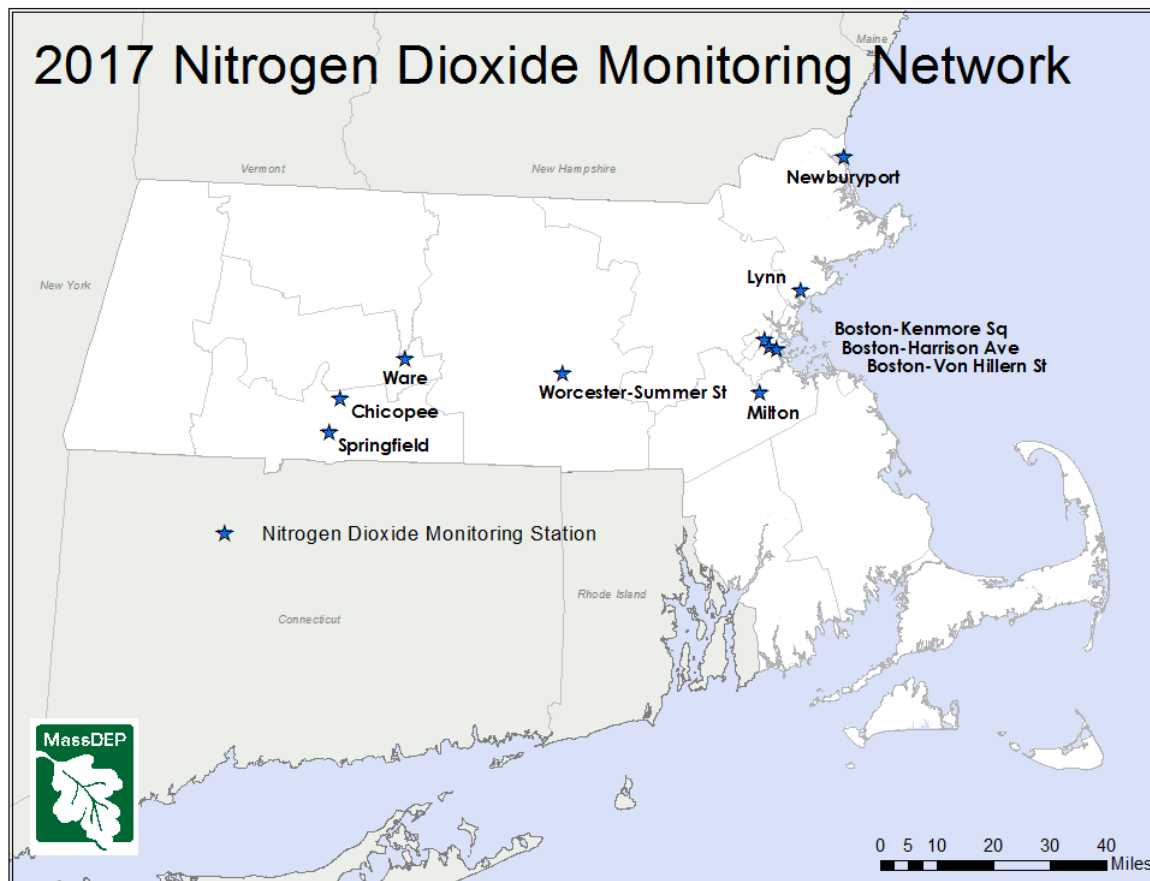 2017 Nitrogen Dioxide Monitoring Network
Maine
Vermont
New Hampshire
Newburyport
New York
Lynn
Boston-Kenmore Sq
Boston-Harrison Ave
Boston-Von Hillern St
Ware
Worcester-Summer St
Chicopee
Milton
Springfield
Nitrogen Dioxide Monitoring Station
Rhode Island
Connecticut
MassDEP
0 5 10 20 30 40
Miles